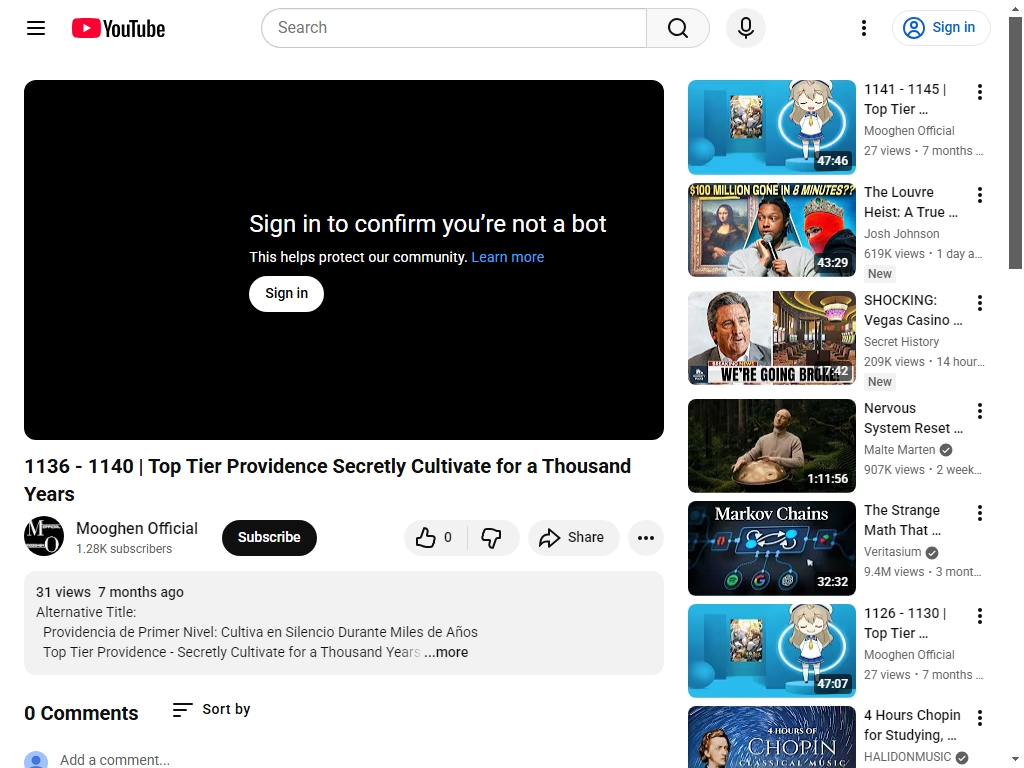 YouTube
Search
Sign in
Sign in to confirm you’re not a bot
This helps protect our community. Learn more
Sign in
1136 - 1140 | Top Tier Providence Secretly Cultivate for a Thousand
Years
Mooghen Official
1.28K subscribers
Subscribe
0
Share
31 views 7 months ago
Alternative Title:
Providencia de Primer Nivel: Cultiva en Silencio Durante Miles de Años
Top Tier Providence - Secretly Cultivate for a Thousand Years ...more
0 Comments
Sort by
Add a comment...
47:46
1141 - 1145 |
Top Tier ...
Mooghen Official
27 views • 7 months ...
$100 MILLION GONE IN 8 MINUTES??
43:29
The Louvre
Heist: A True ...
Josh Johnson
619K views • 1 day a...
New
BREAKING NEWS
WE'RE GOING BROKE!
17:42
SHOCKING:
Vegas Casino ...
Secret History
209K views • 14 hour...
New
1:11:56
Nervous
System Reset ...
Malte Marten
907K views • 2 week...
Markov Chains
32:32
The Strange
Math That ...
Veritasium
9.4M views • 3 mont...
47:07
1126 - 1130 |
Top Tier ...
Mooghen Official
27 views • 7 months ...
4 HOURS OF
CHOPIN
CLASSICAL MUSIC
4 Hours Chopin
for Studying, ...
HALIDONMUSIC